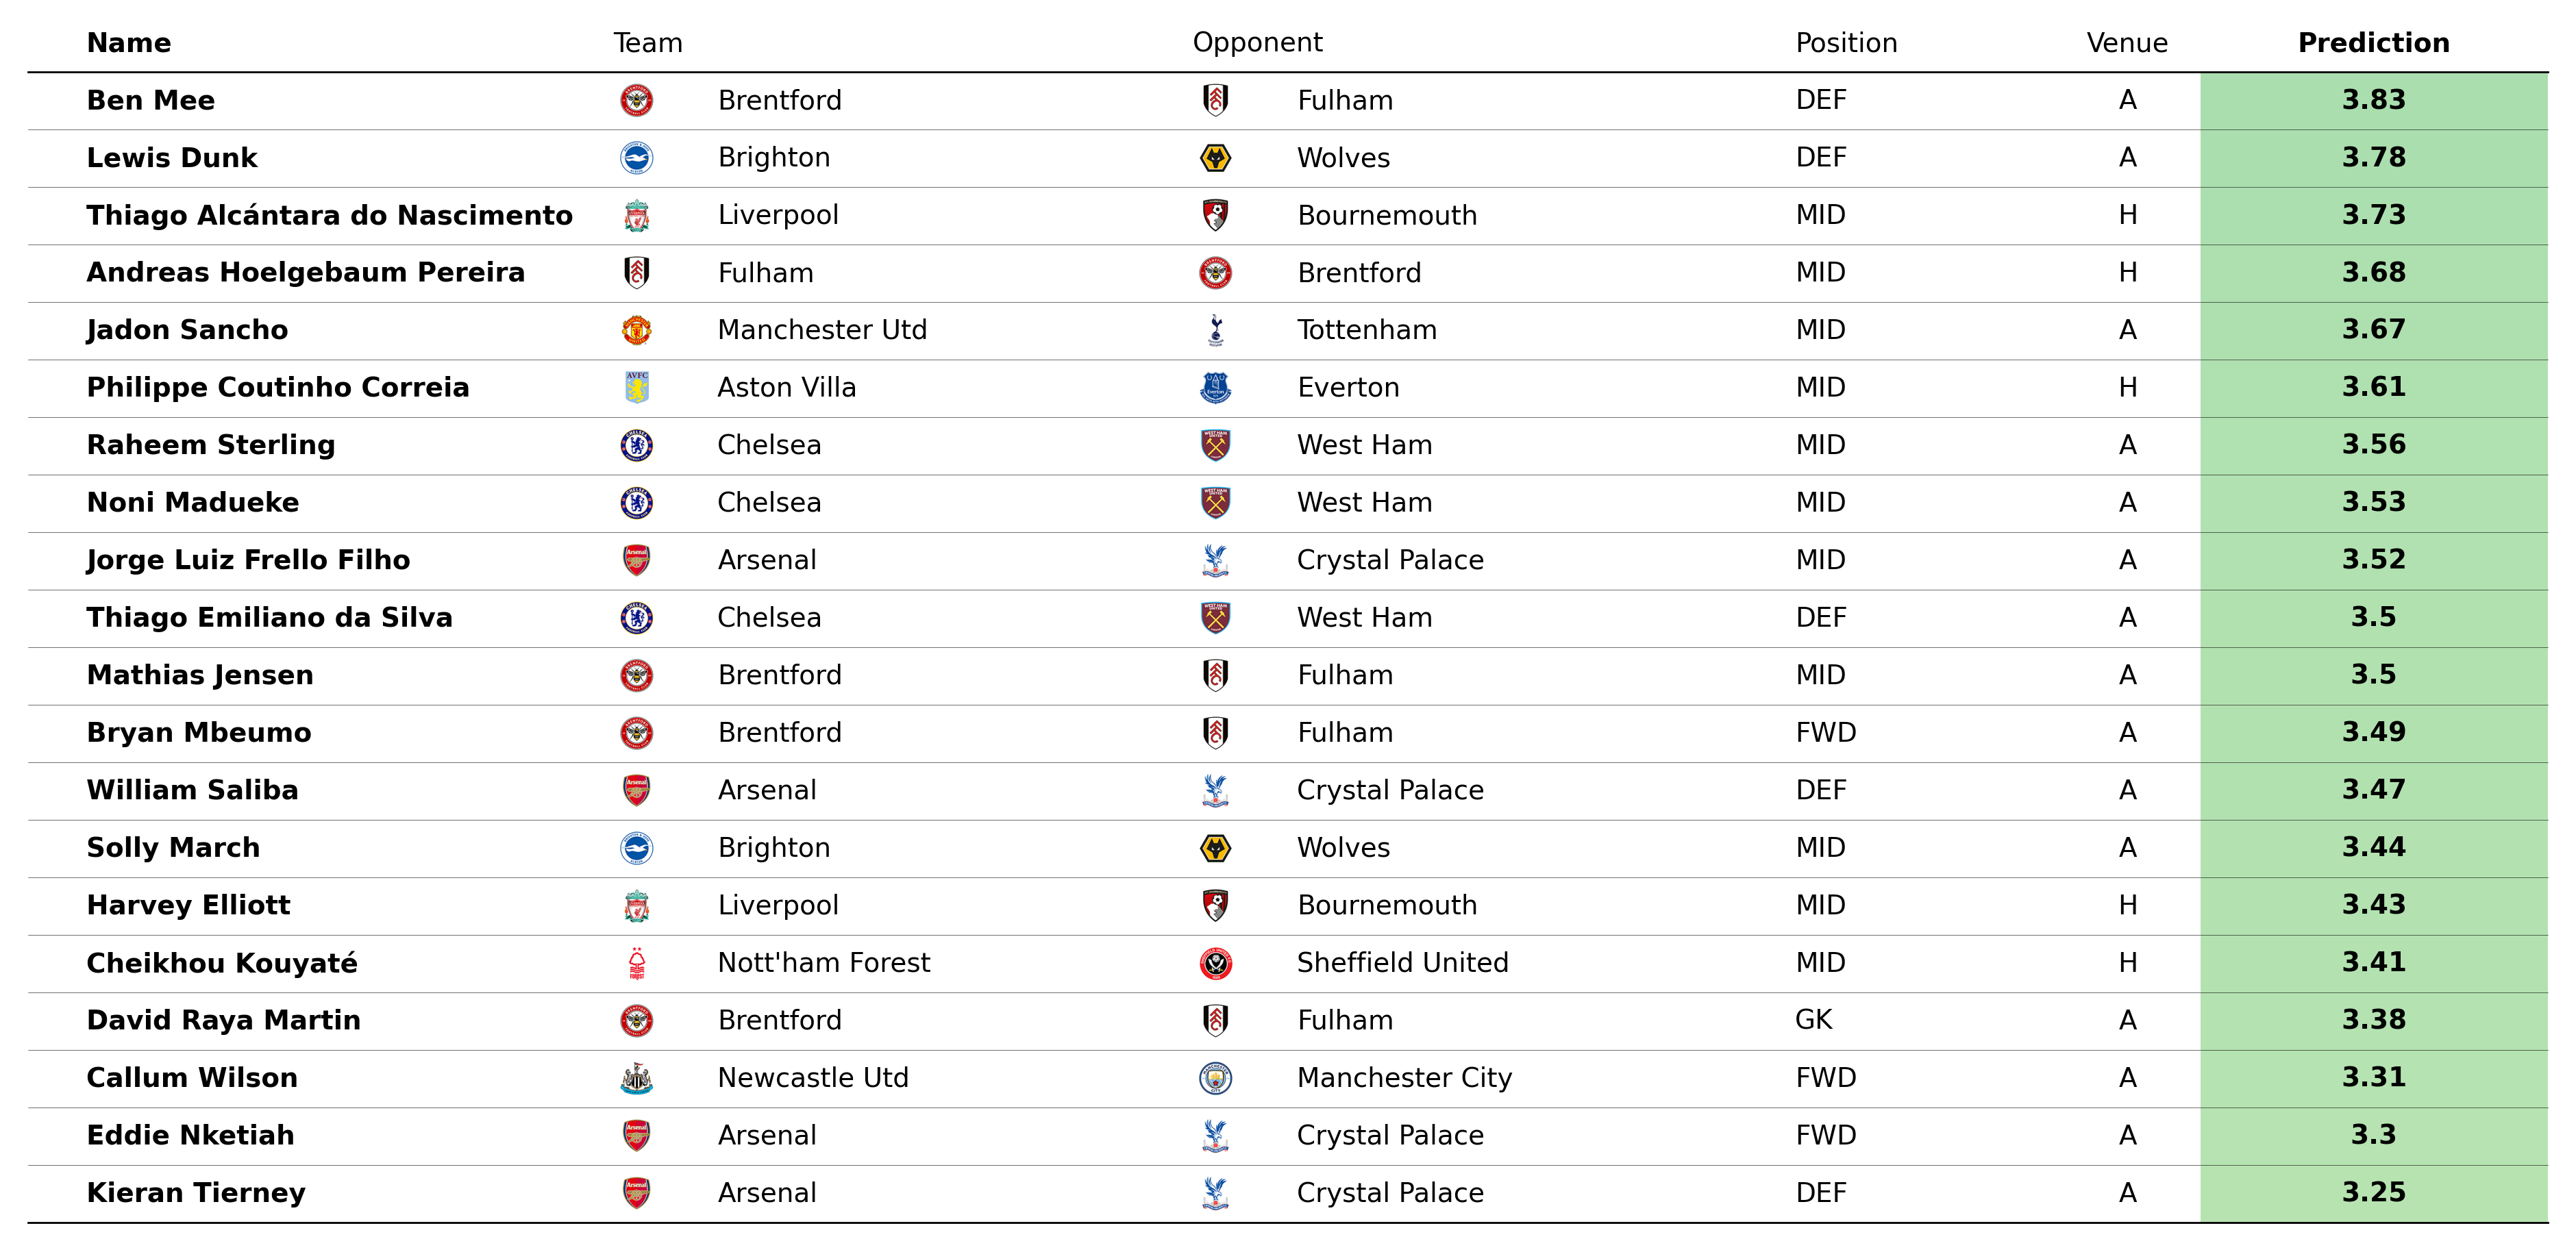 Name Team Opponent Position Venue Prediction
Ben Mee Brentford Fulham DEF A 3.83
Lewis Dunk Brighton Wolves DEF A 3.78
Thiago Alcántara do Nascimento Liverpool Bournemouth MID H 3.73
Andreas Hoelgebaum Pereira Fulham Brentford MID H 3.68
Jadon Sancho Manchester Utd Tottenham MID A 3.67
Philippe Coutinho Correia Aston Villa Everton MID H 3.61
Raheem Sterling Chelsea West Ham MID A 3.56
Noni Madueke Chelsea West Ham MID A 3.53
Jorge Luiz Frello Filho Arsenal Crystal Palace MID A 3.52
Thiago Emiliano da Silva Chelsea West Ham DEF A 3.5
Mathias Jensen Brentford Fulham MID A 3.5
Bryan Mbeumo Brentford Fulham FWD A 3.49
William Saliba Arsenal Crystal Palace DEF A 3.47
Solly March Brighton Wolves MID A 3.44
Harvey Elliott Liverpool Bournemouth MID H 3.43
Cheikhou Kouyaté Nott'ham Forest Sheffield United MID H 3.41
David Raya Martin Brentford Fulham GK A 3.38
Callum Wilson Newcastle Utd Manchester City FWD A 3.31
Eddie Nketiah Arsenal Crystal Palace FWD A 3.3
Kieran Tierney Arsenal Crystal Palace DEF A 3.25